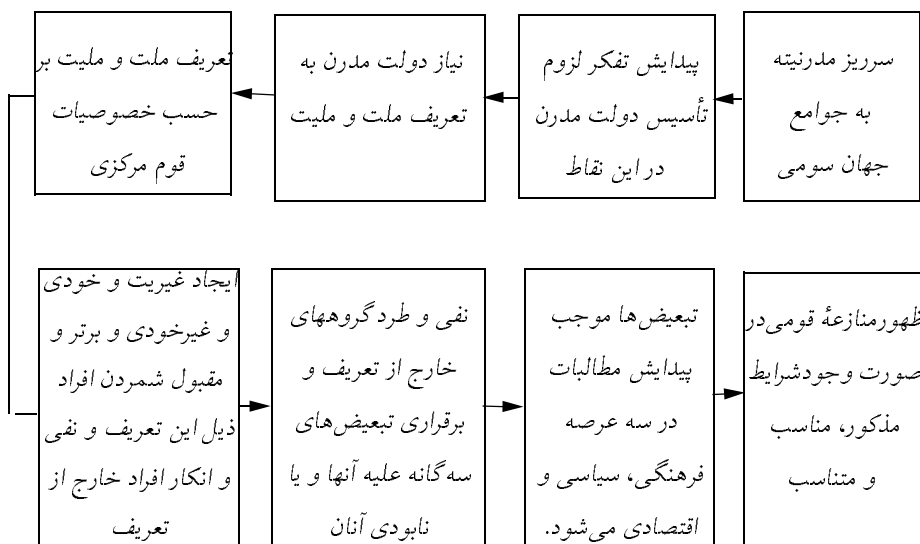 سرریز مدرنیته
به جوامع
جهان سومی
پیدایش تفکر لزوم
تأسیس دولت مدرن
در این نقاط
نیاز دولت مدرن به
تعریف ملت و ملیت
تعریف ملت و ملیت بر
حسب خصوصیات
قوم مرکزی
ایجاد غیریت و خودی
و غیرخودی و برتر و
مقبول شمردن افراد
ذیل این تعریف و نفی
و انکار افراد خارج از
تعریف
نفی و طرد گروههای
خارج از تعریف و
برقراری تبعیض‌های
سه‌گانه علیه آنها و یا
نابودی آنان
تبعیض‌ها موجب
پیدایش مطالبات
در سه عرصه
فرهنگی، سیاسی و
اقتصادی می‌شود.
ظهورمنازعۀ قومی‌در
صورت وجودشرایط
مذکور، مناسب
و متناسب